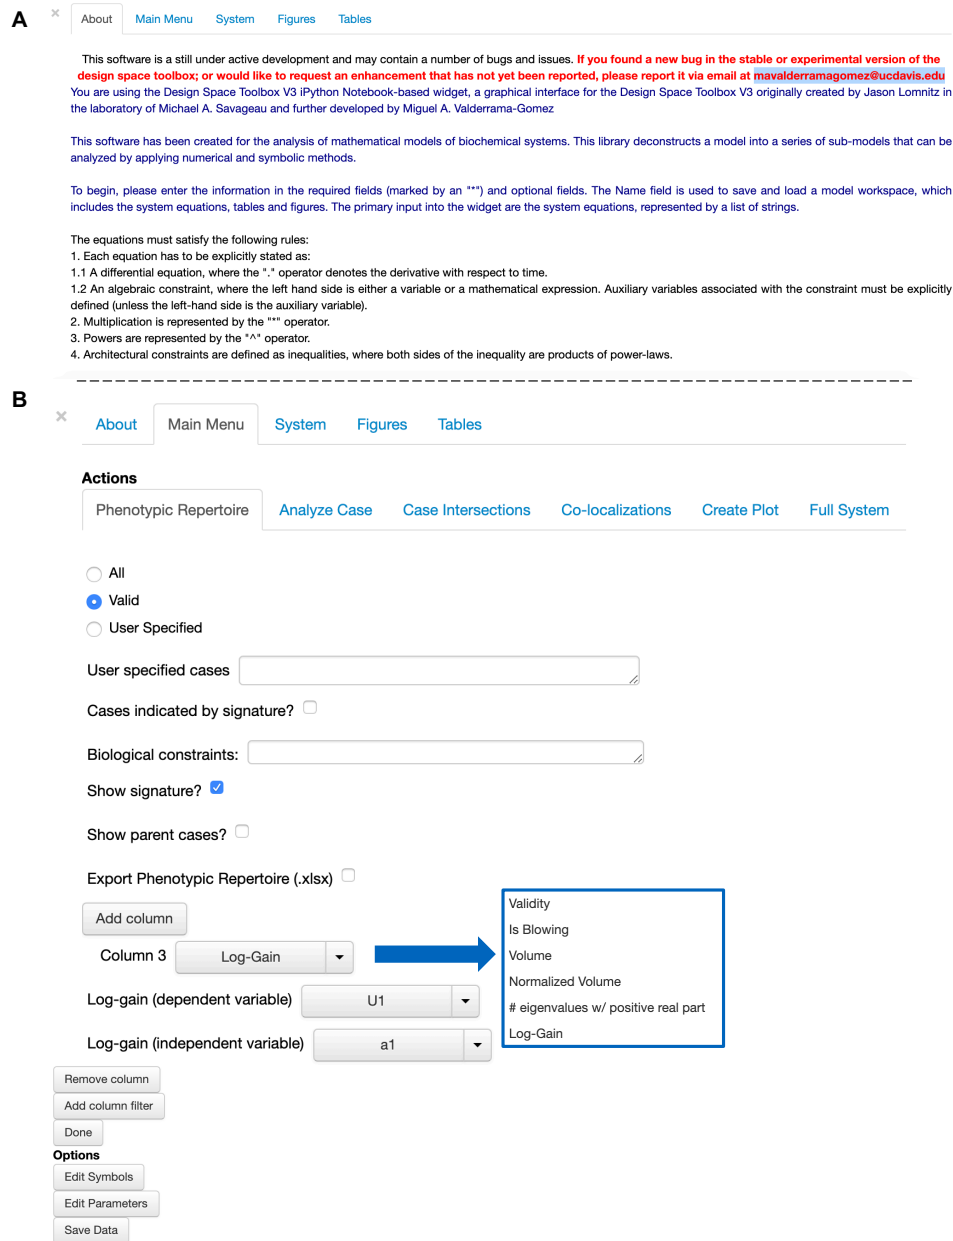 A
× About Main Menu System Figures Tables
This software is a still under active development and may contain a number of bugs and issues. If you found a new bug in the stable or experimental version of the
design space toolbox; or would like to request an enhancement that has not yet been reported, please report it via email at mavalderramagomez@ucdavis.edu
You are using the Design Space Toolbox V3 iPython Notebook-based widget, a graphical interface for the Design Space Toolbox V3 originally created by Jason Lomnitz in
the laboratory of Michael A. Savageau and further developed by Miguel A. Valderrama-Gomez
This software has been created for the analysis of mathematical models of biochemical systems. This library deconstructs a model into a series of sub-models that can be
analyzed by applying numerical and symbolic methods.
To begin, please enter the information in the required fields (marked by an "*") and optional fields. The Name field is used to save and load a model workspace, which
includes the system equations, tables and figures. The primary input into the widget are the system equations, represented by a list of strings.
The equations must satisfy the following rules:
1. Each equation has to be explicitly stated as:
1.1 A differential equation, where the "." operator denotes the derivative with respect to time.
1.2 An algebraic constraint, where the left hand side is either a variable or a mathematical expression. Auxiliary variables associated with the constraint must be explicitly
defined (unless the left-hand side is the auxiliary variable).
2. Multiplication is represented by the "*" operator.
3. Powers are represented by the "^" operator.
4. Architectural constraints are defined as inequalities, where both sides of the inequality are products of power-laws.
B
× About Main Menu System Figures Tables
Actions
Phenotypic Repertoire Analyze Case Case Intersections Co-localizations Create Plot Full System
All
Valid
User Specified
User specified cases
Cases indicated by signature?
Biological constraints:
Show signature?
Show parent cases?
Export Phenotypic Repertoire (.xlsx)
Add column
Column 3 Log-Gain
Log-gain (dependent variable) U1
Log-gain (independent variable) a1
Validity
Is Blowing
Volume
Normalized Volume
# eigenvalues w/ positive real part
Log-Gain
Remove column
Add column filter
Done
Options
Edit Symbols
Edit Parameters
Save Data